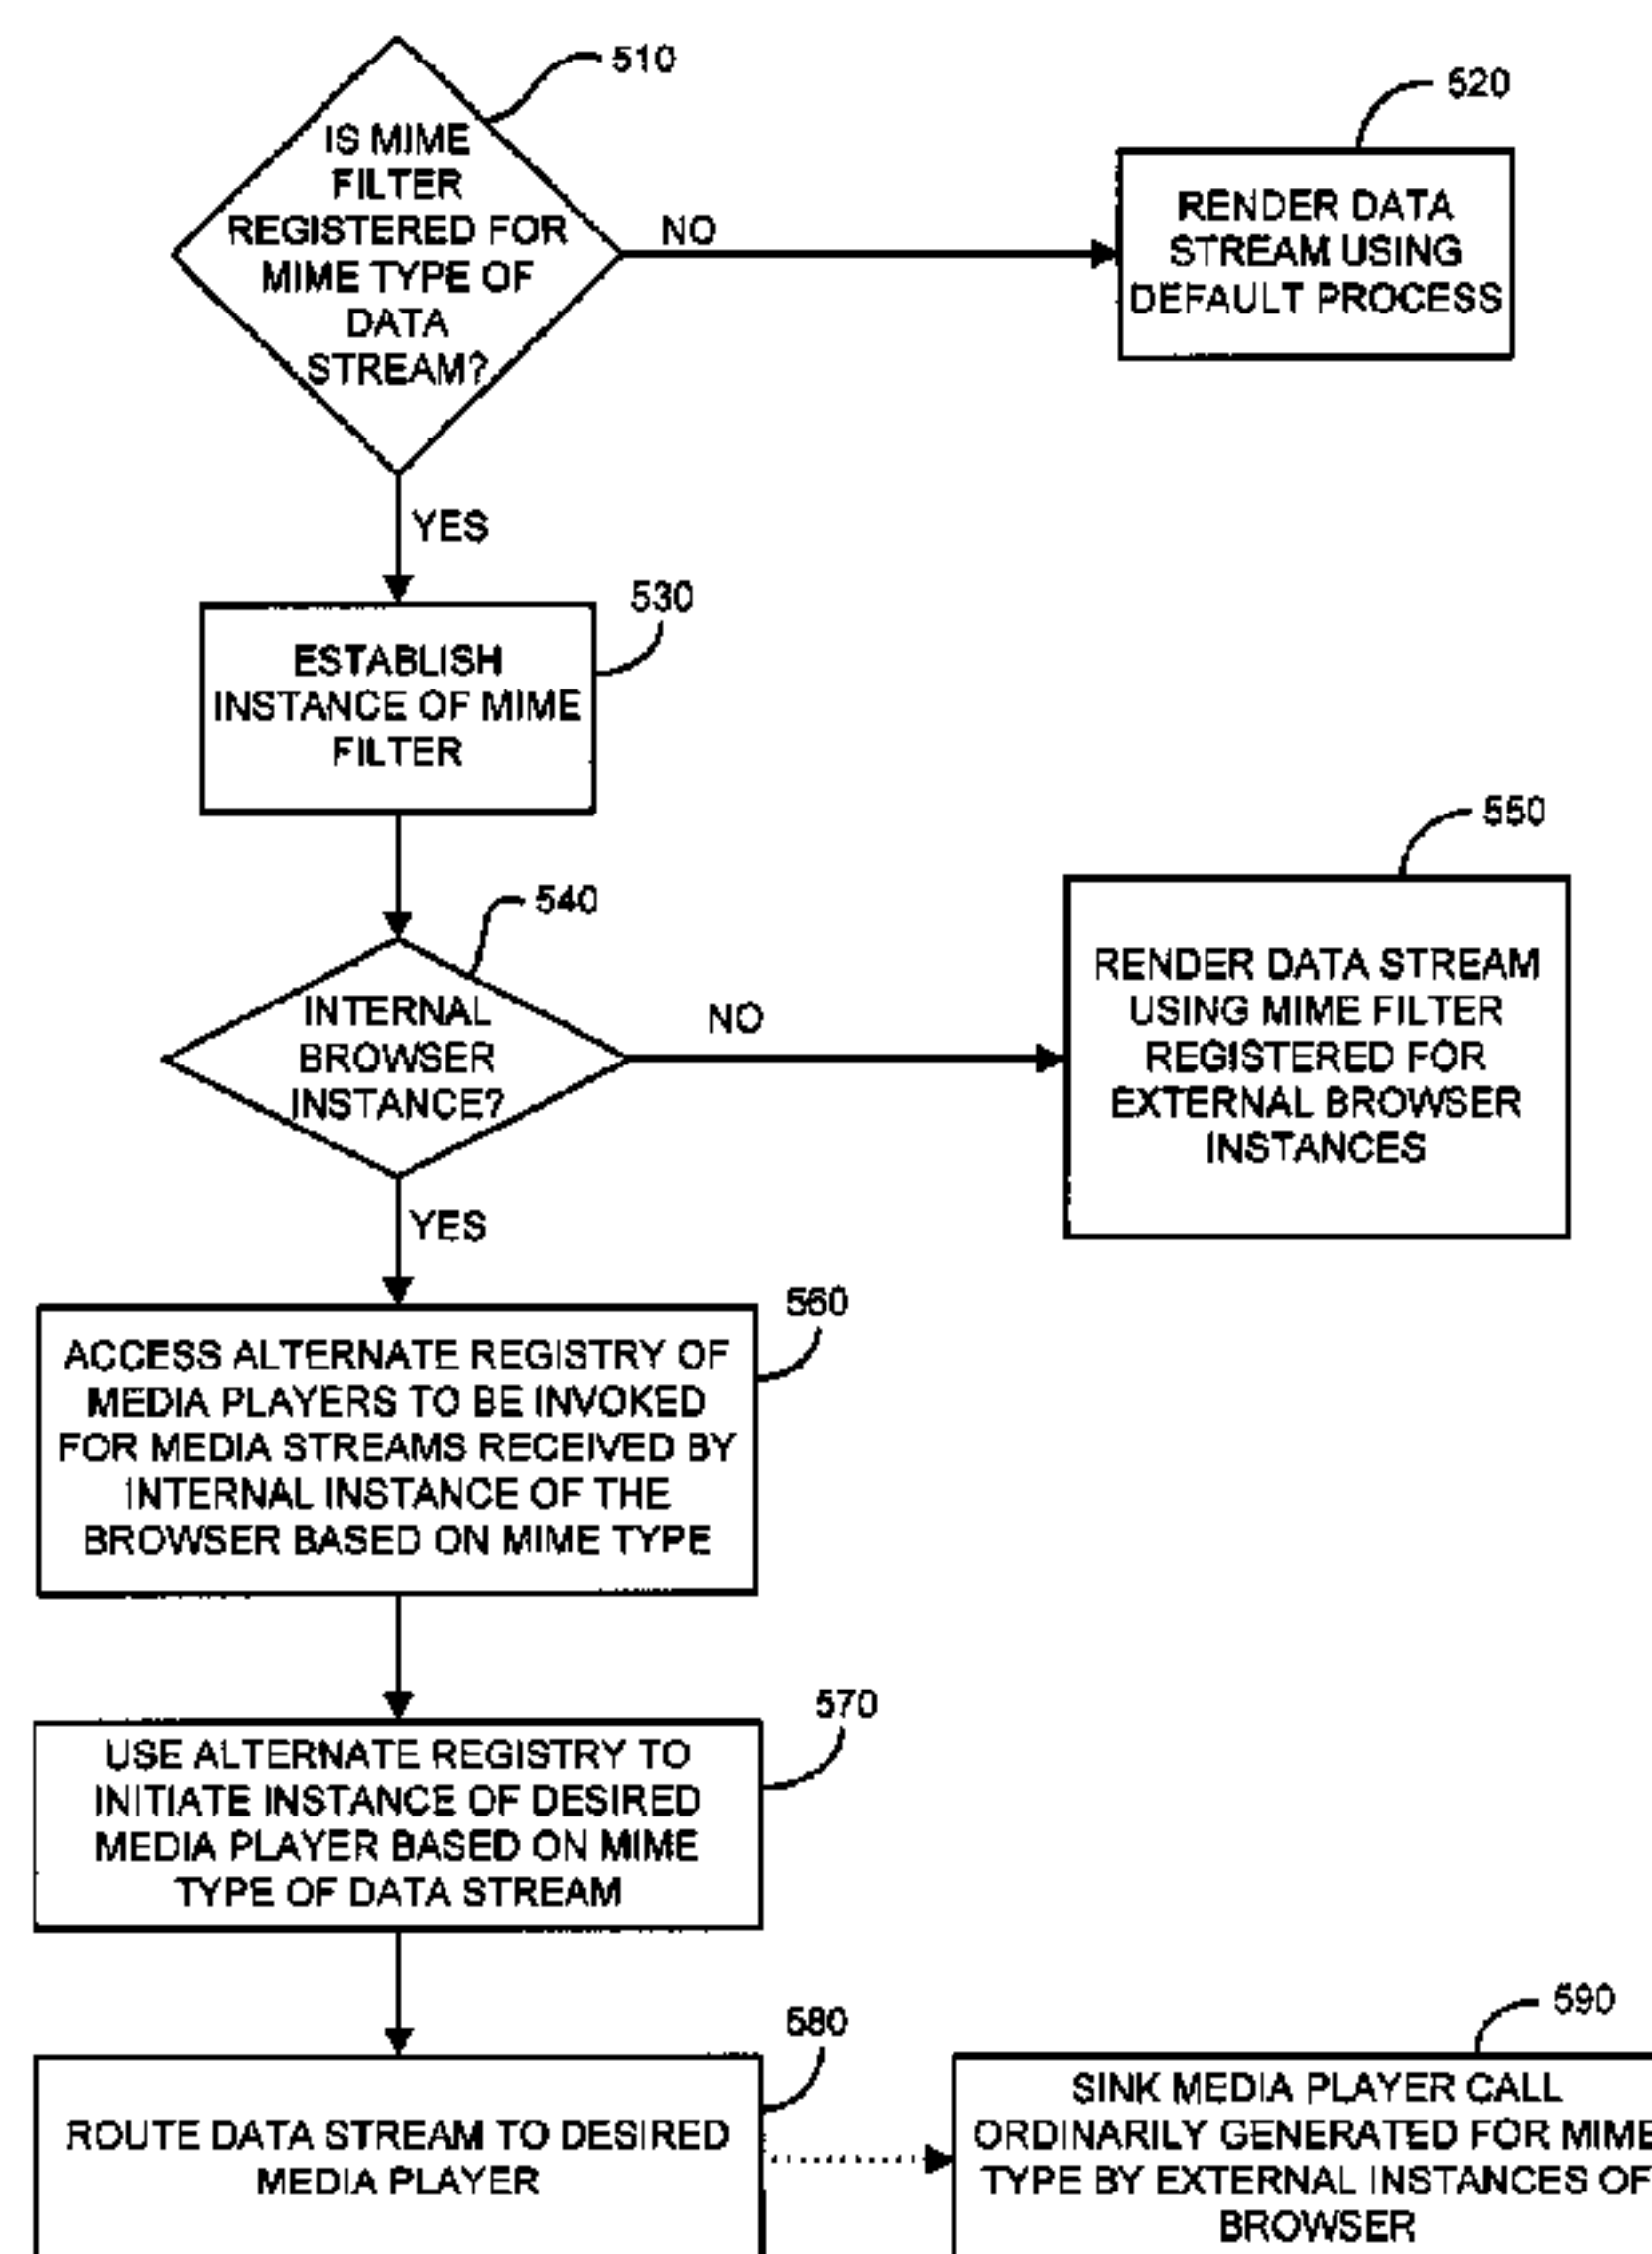 510
IS MIME
FILTER
REGISTERED FOR
MIME TYPE OF
DATA
STREAM?
NO
520
RENDER DATA
STREAM USING
DEFAULT PROCESS
YES
530
ESTABLISH
INSTANCE OF MIME
FILTER
540
INTERNAL
BROWSER
INSTANCE?
NO
550
RENDER DATA STREAM
USING MIME FILTER
REGISTERED FOR
EXTERNAL BROWSER
INSTANCES
YES
560
ACCESS ALTERNATE REGISTRY OF
MEDIA PLAYERS TO BE INVOKED
FOR MEDIA STREAMS RECEIVED BY
INTERNAL INSTANCE OF THE
BROWSER BASED ON MIME TYPE
570
USE ALTERNATE REGISTRY TO
INITIATE INSTANCE OF DESIRED
MEDIA PLAYER BASED ON MIME
TYPE OF DATA STREAM
580
ROUTE DATA STREAM TO DESIRED
MEDIA PLAYER
590
SINK MEDIA PLAYER CALL
ORDINARILY GENERATED FOR MIME
TYPE BY EXTERNAL INSTANCES OF
BROWSER